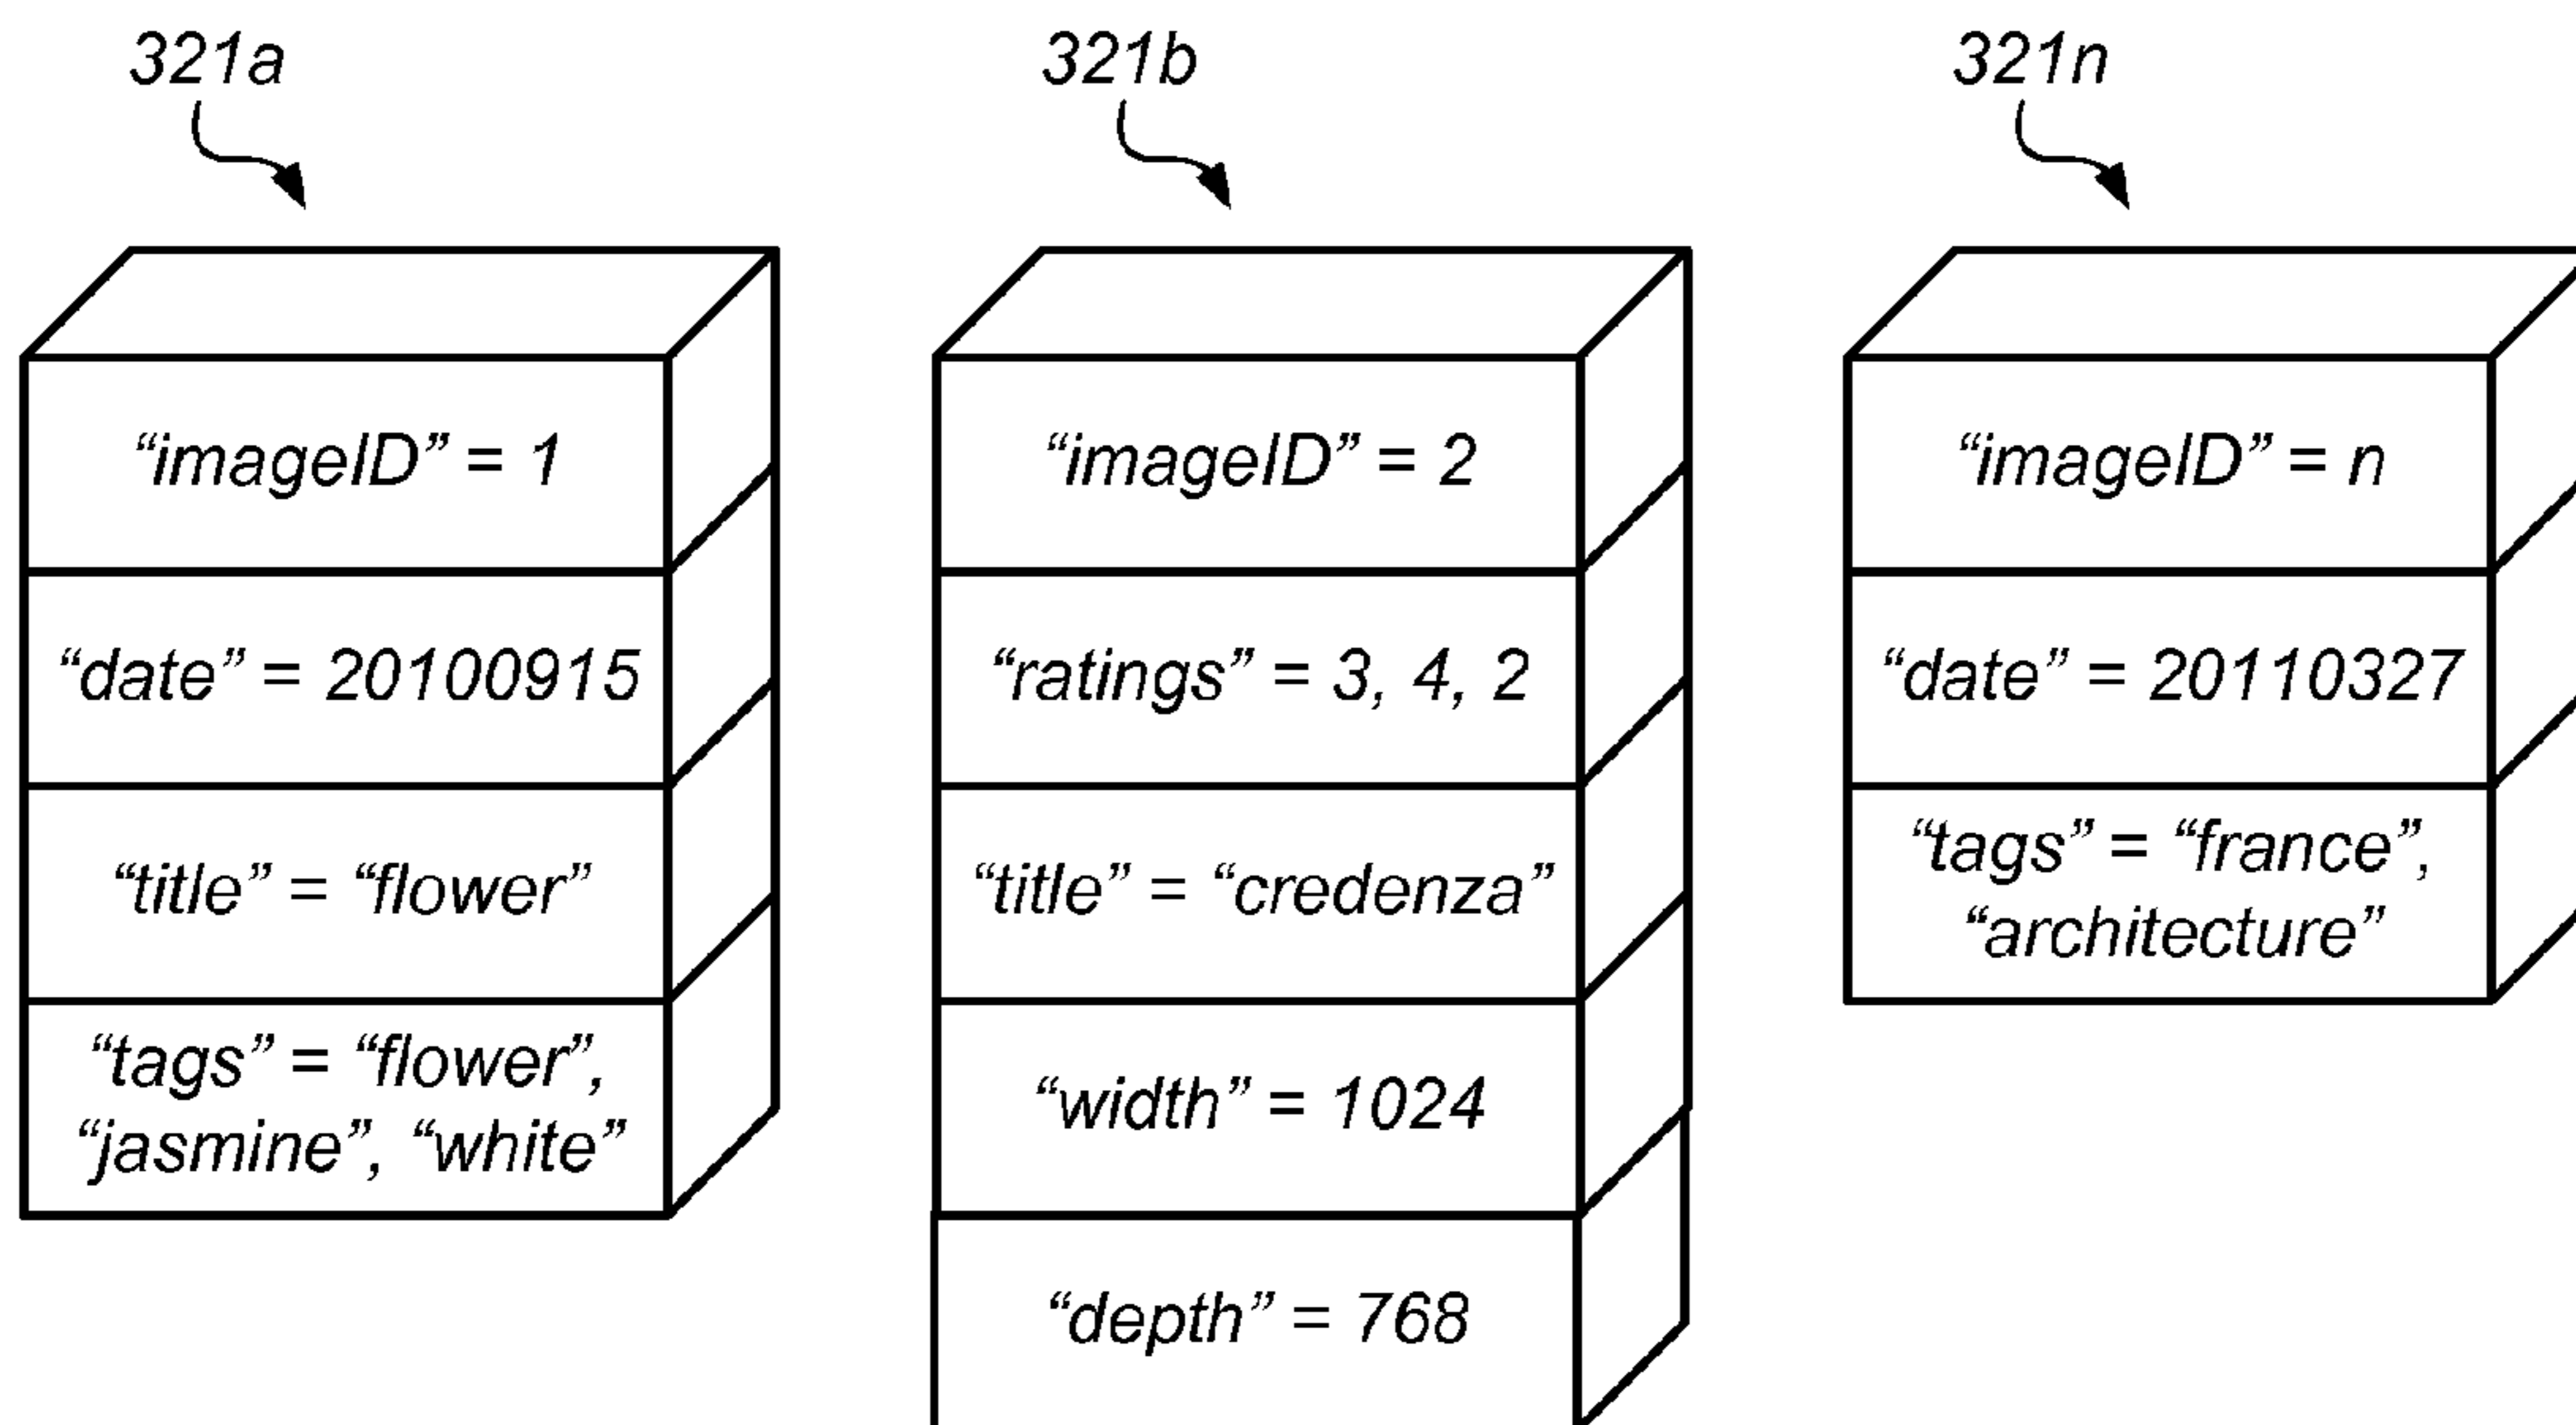 321a
“imageID” = 1
“date” = 20100915
“title” = “flower”
“tags” = “flower”,
“jasmine”, “white”
321b
“imageID” = 2
“ratings” = 3, 4, 2
“title” = “credenza”
“width” = 1024
“depth” = 768
321n
“imageID” = n
“date” = 20110327
“tags” = “france”,
“architecture”